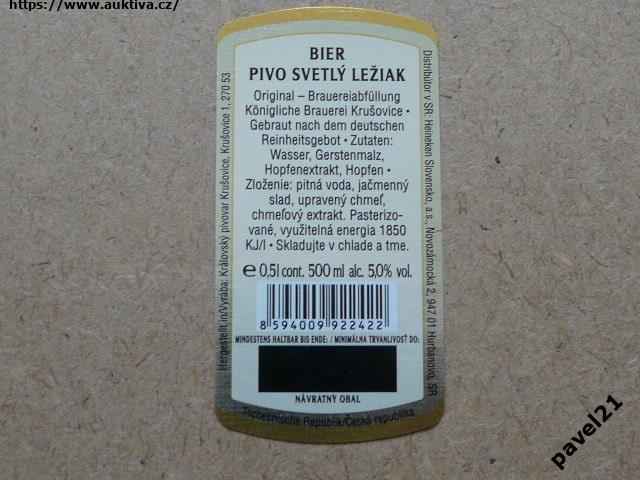 https://www.auktiva.cz/
BIER
PIVO SVETLÝ LEŽIAK
Original – Brauereiabfüllung
Königliche Brauerei Krušovice •
Gebraut nach dem deutschen
Reinheitsgebot • Zutaten:
Wasser, Gerstenmalz,
Hopfenextrakt, Hopfen •
Zloženie: pitná voda, jačmenný
slad, upravený chmeľ,
chmeľový extrakt. Pasterizo-
vané, využitelná energia 1850
KJ/l • Skladujte v chlade a tme.
e 0,5l cont. 500 ml alc. 5,0% vol.
8 594009 922422
MINDESTENS HALTBAR BIS ENDE: / MINIMÁLNA TRVANLIVOSŤ DO:
NÁVRATNÝ OBAL
Tschechische Republik/Česká republika
Hergestellt in/Vyrába: Královský pivovar Krušovice, Krušovice 1, 270 53
Distribútor v SR: Heineken Slovensko, a.s., Novozámocká 2, 947 01 Hurbanovo, SR
pavel21